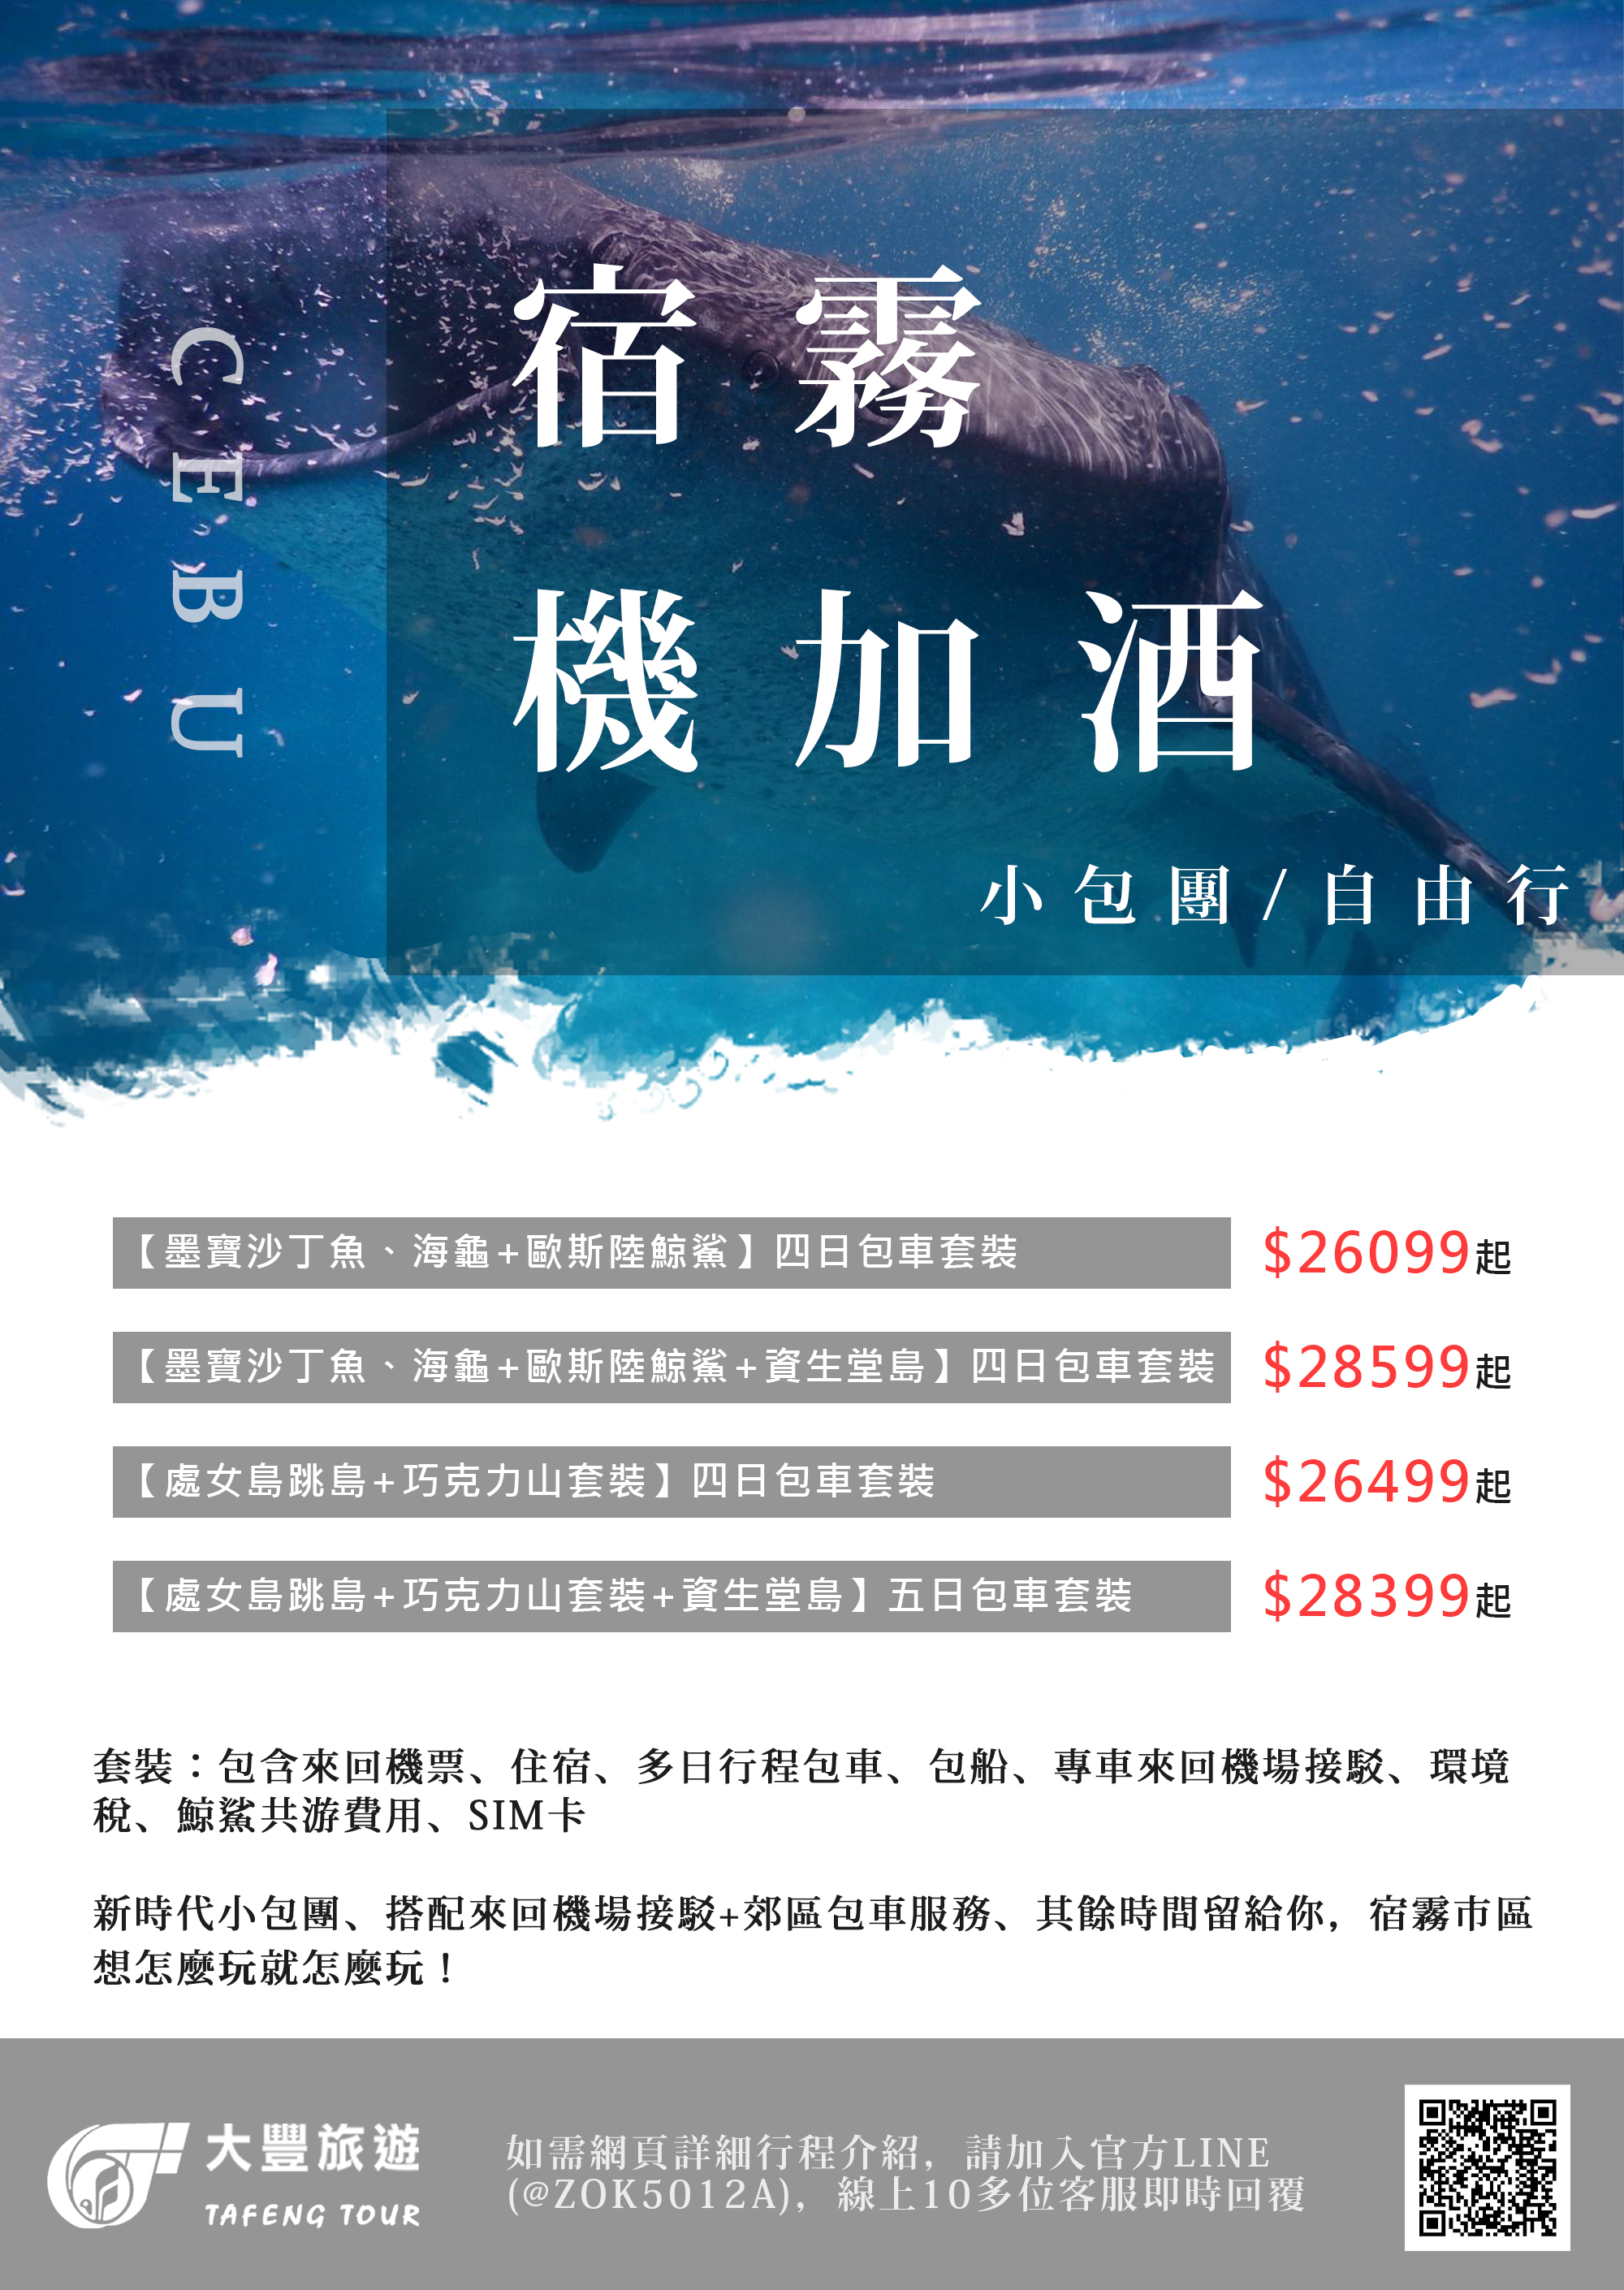 CEBU
宿霧
機加酒
小包團/自由行
【墨寶沙丁魚、海龜+歐斯陸鯨鯊】四日包車套裝 $26099起
【墨寶沙丁魚、海龜+歐斯陸鯨鯊+資生堂島】四日包車套裝 $28599起
【處女島跳島+巧克力山套裝】四日包車套裝 $26499起
【處女島跳島+巧克力山套裝+資生堂島】五日包車套裝 $28399起
套裝：包含來回機票、住宿、多日行程包車、包船、專車來回機場接駁、環境
稅、鯨鯊共游費用、SIM卡
新時代小包團、搭配來回機場接駁+郊區包車服務、其餘時間留給你，宿霧市區
想怎麼玩就怎麼玩！
大豐旅遊
TAFENG TOUR
如需網頁詳細行程介紹，請加入官方LINE
(@ZOK5012A)，線上10多位客服即時回覆